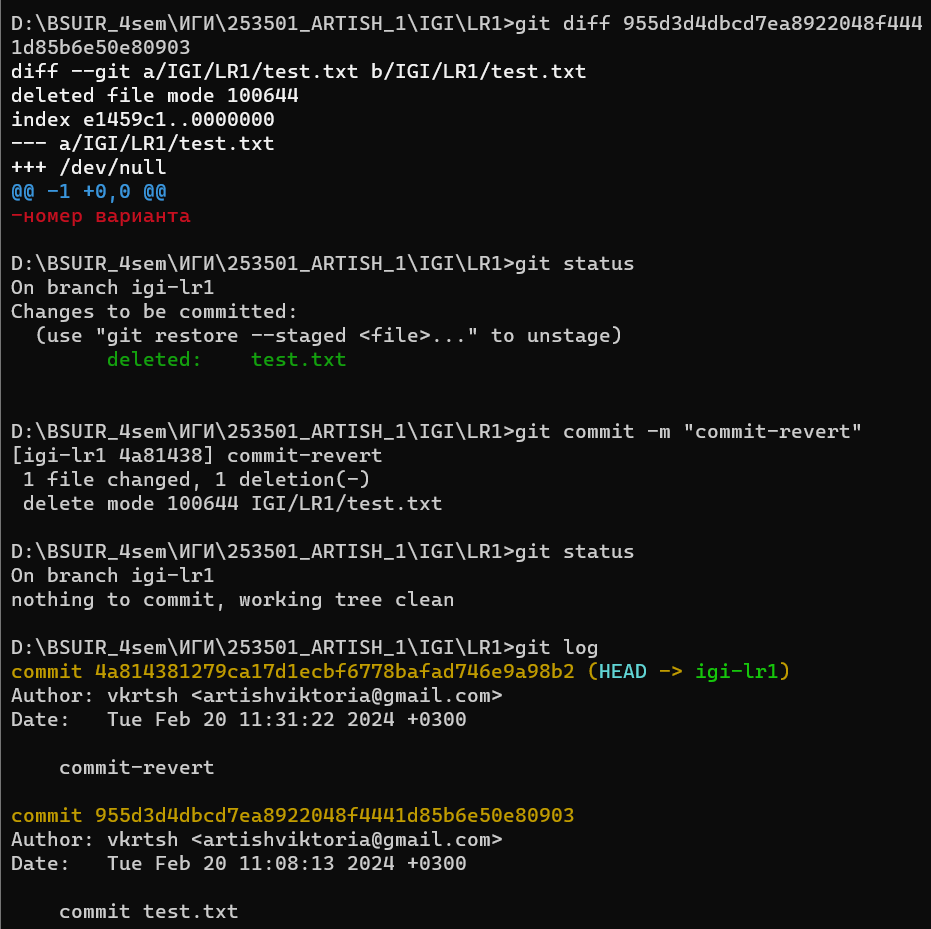 D:\BSUIR_4sem\ИГИ\253501_ARTISH_1\IGI\LR1>git diff 955d3d4dbcd7ea8922048f444
1d85b6e50e80903
diff --git a/IGI/LR1/test.txt b/IGI/LR1/test.txt
deleted file mode 100644
index e1459c1..0000000
--- a/IGI/LR1/test.txt
+++ /dev/null
@@ -1 +0,0 @@
-номер варианта
D:\BSUIR_4sem\ИГИ\253501_ARTISH_1\IGI\LR1>git status
On branch igi-lr1
Changes to be committed:
  (use "git restore --staged <file>..." to unstage)
        deleted:    test.txt
D:\BSUIR_4sem\ИГИ\253501_ARTISH_1\IGI\LR1>git commit -m "commit-revert"
[igi-lr1 4a81438] commit-revert
 1 file changed, 1 deletion(-)
 delete mode 100644 IGI/LR1/test.txt
D:\BSUIR_4sem\ИГИ\253501_ARTISH_1\IGI\LR1>git status
On branch igi-lr1
nothing to commit, working tree clean
D:\BSUIR_4sem\ИГИ\253501_ARTISH_1\IGI\LR1>git log
commit 4a814381279ca17d1ecbf6778bafad746e9a98b2 (HEAD -> igi-lr1)
Author: vkrtsh <artishviktoria@gmail.com>
Date:   Tue Feb 20 11:31:22 2024 +0300
    commit-revert
commit 955d3d4dbcd7ea8922048f4441d85b6e50e80903
Author: vkrtsh <artishviktoria@gmail.com>
Date:   Tue Feb 20 11:08:13 2024 +0300
    commit test.txt